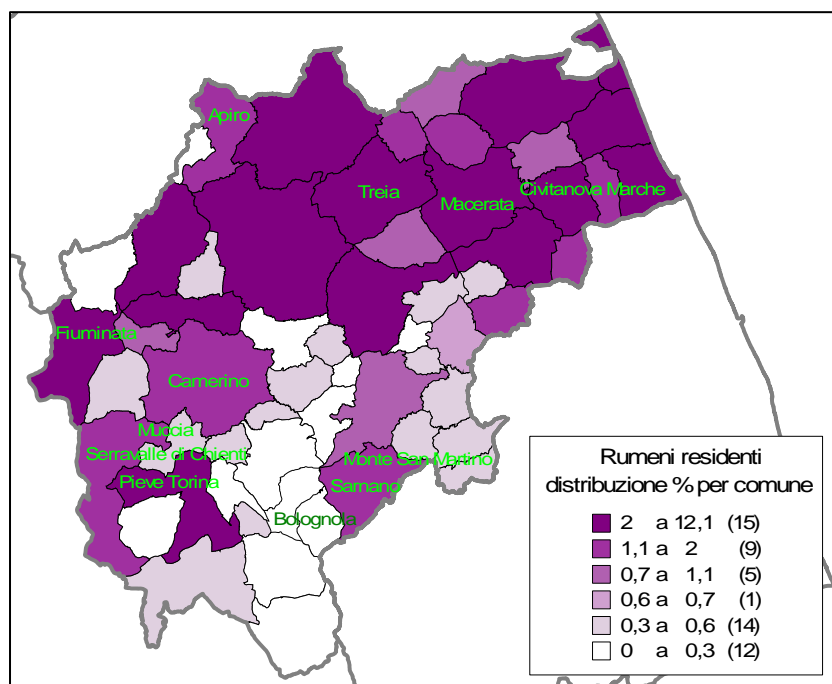 Apiro
Treia
Macerata
Civitanova Marche
Fiuminata
Camerino
Muccia
Serravalle di Chienti
Monte San Martino
Pieve Torina
Sarnano
Bolognola
Rumeni residenti
distribuzione % per comune
2 a 12,1 (15)
1,1 a 2 (9)
0,7 a 1,1 (5)
0,6 a 0,7 (1)
0,3 a 0,6 (14)
0 a 0,3 (12)